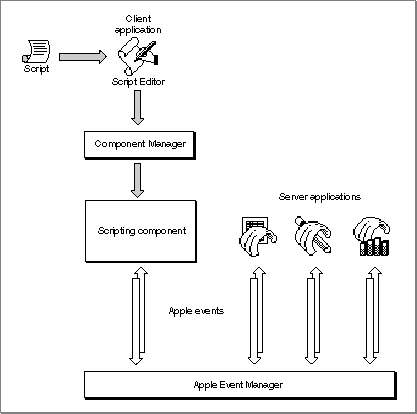 Client
application
Script
Script Editor
Component Manager
Server applications
Scripting component
Apple events
Apple Event Manager